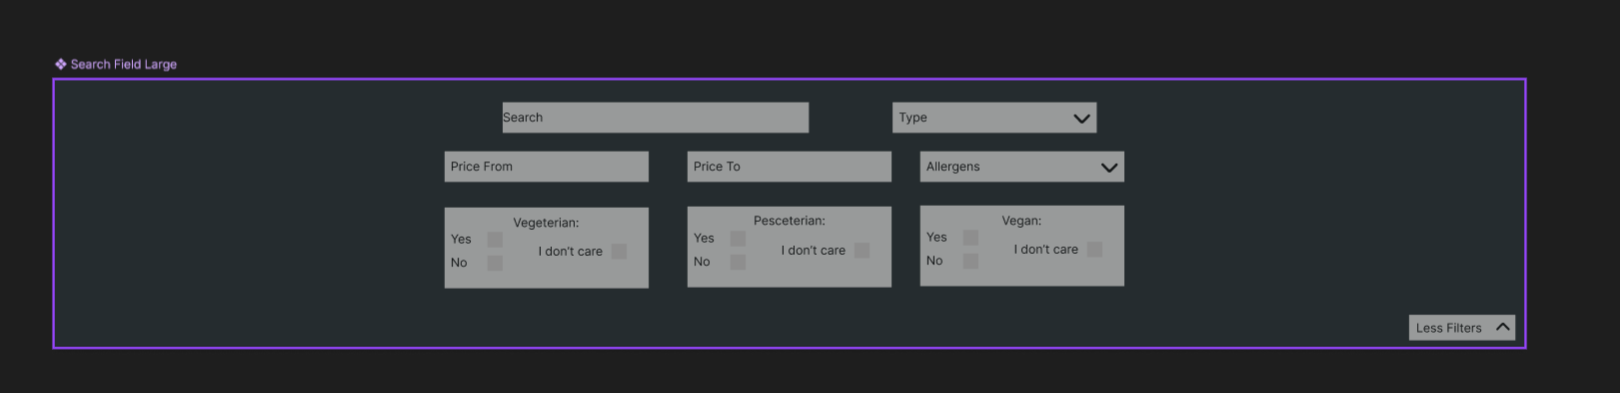 Search Field Large
Search
Type
Price From
Price To
Allergens
Vegeterian:
Yes
I don't care
No
Pesceterian:
Yes
I don't care
No
Vegan:
Yes
I don't care
No
Less Filters